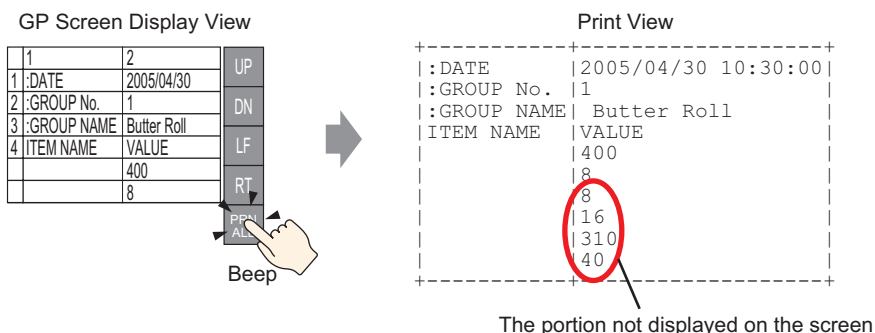 GP Screen Display View
1 2
1 :DATE 2005/04/30
2 :GROUP No. 1
3 :GROUP NAME Butter Roll
4 ITEM NAME VALUE
400
8
UP
DN
LF
RT
PRN
ALL
Beep
Print View
+-----------+-------------------+
|:DATE |2005/04/30 10:30:00|
|:GROUP No. |1 |
|:GROUP NAME| Butter Roll |
|ITEM NAME |VALUE |
| |400 |
| |8 |
| |8 |
| |16 |
| |310 |
| |40 |
+-----------+-------------------+
The portion not displayed on the screen